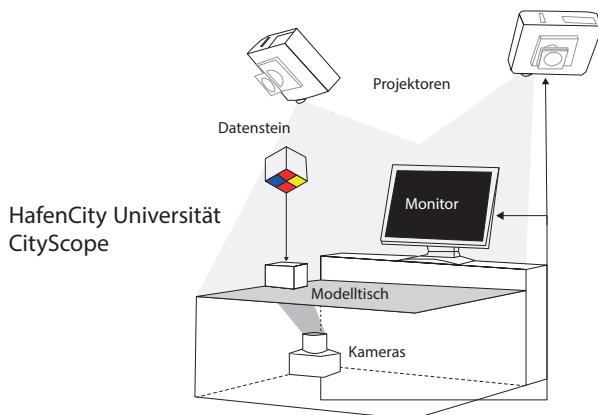 Projektoren
Datenstein
HafenCity Universität
CityScope
Monitor
Modelltisch
Kameras